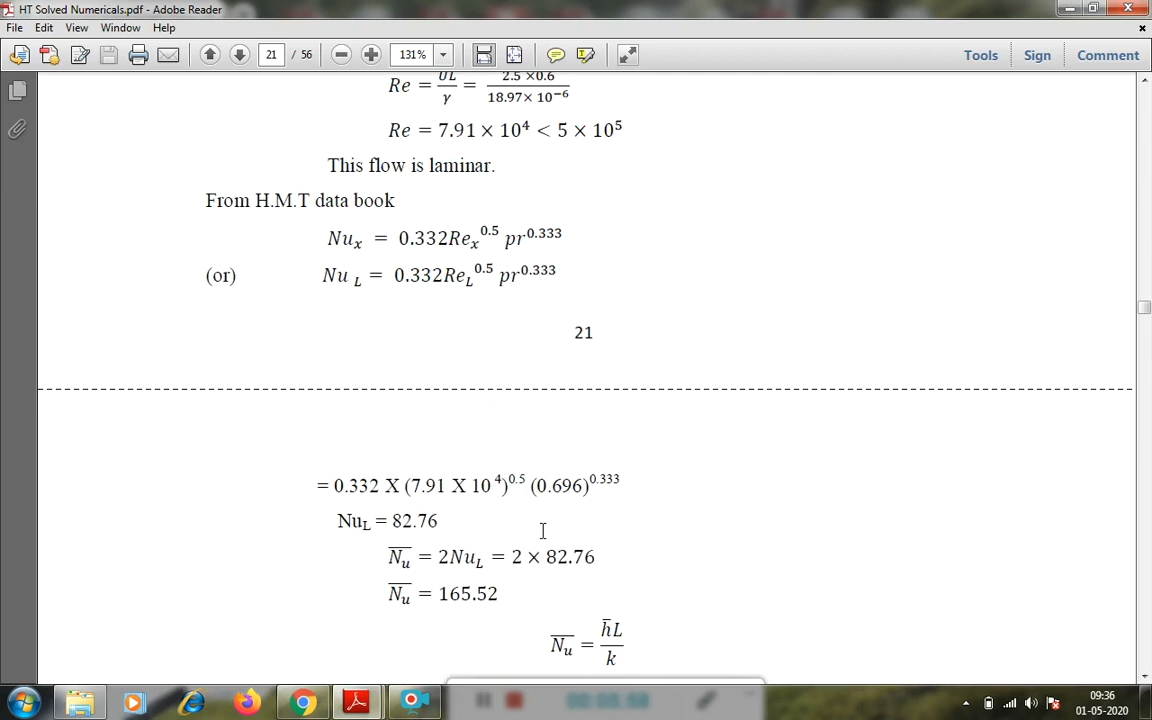 HT Solved Numericals.pdf - Adobe Reader
File Edit View Window Help
21 / 56 131% Tools Sign Comment
Re = UL/γ = 2.5 ×0.6/18.97× 10⁻⁶
Re = 7.91 × 10⁴ < 5 × 10⁵
This flow is laminar.
From H.M.T data book
Nuₓ = 0.332Reₓ^0.5 pr^0.333
(or) Nu_L = 0.332Re_L^0.5 pr^0.333
21
= 0.332 X (7.91 X 10⁴)^0.5 (0.696)^0.333
Nu_L = 82.76
N̅u̅ = 2Nu_L = 2 × 82.76
N̅u̅ = 165.52
N̅u̅ = h̅L/k
09:36
01-05-2020